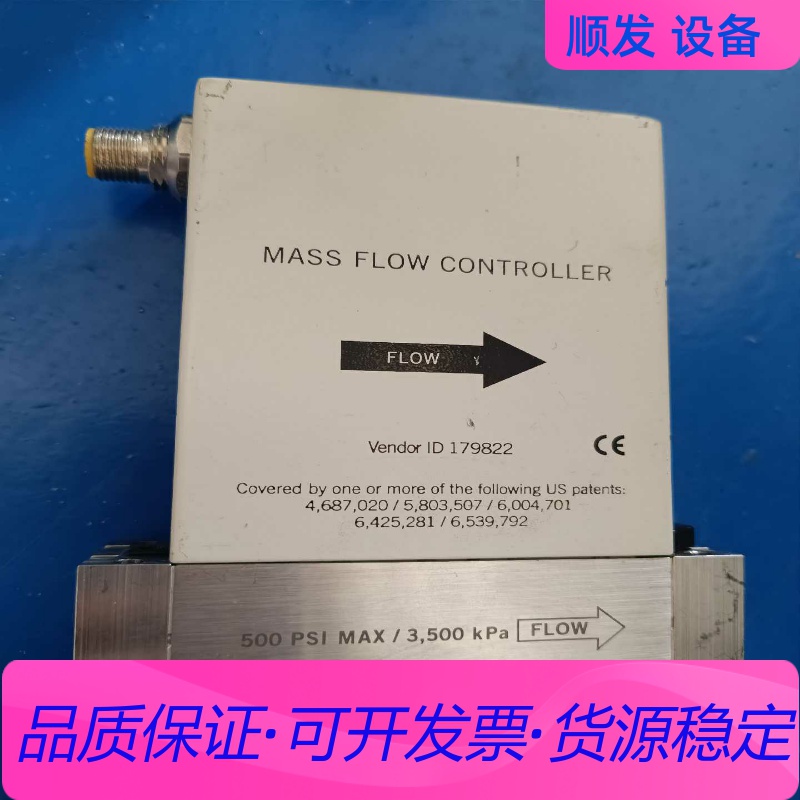 顺发 设备
MASS FLOW CONTROLLER
FLOW
Vendor ID 179822 CE
Covered by one or more of the following US patents:
4,687,020 / 5,803,507 / 6,004,701
6,425,281 / 6,539,792
500 PSI MAX / 3,500 kPa FLOW
品质保证·可开发票·货源稳定